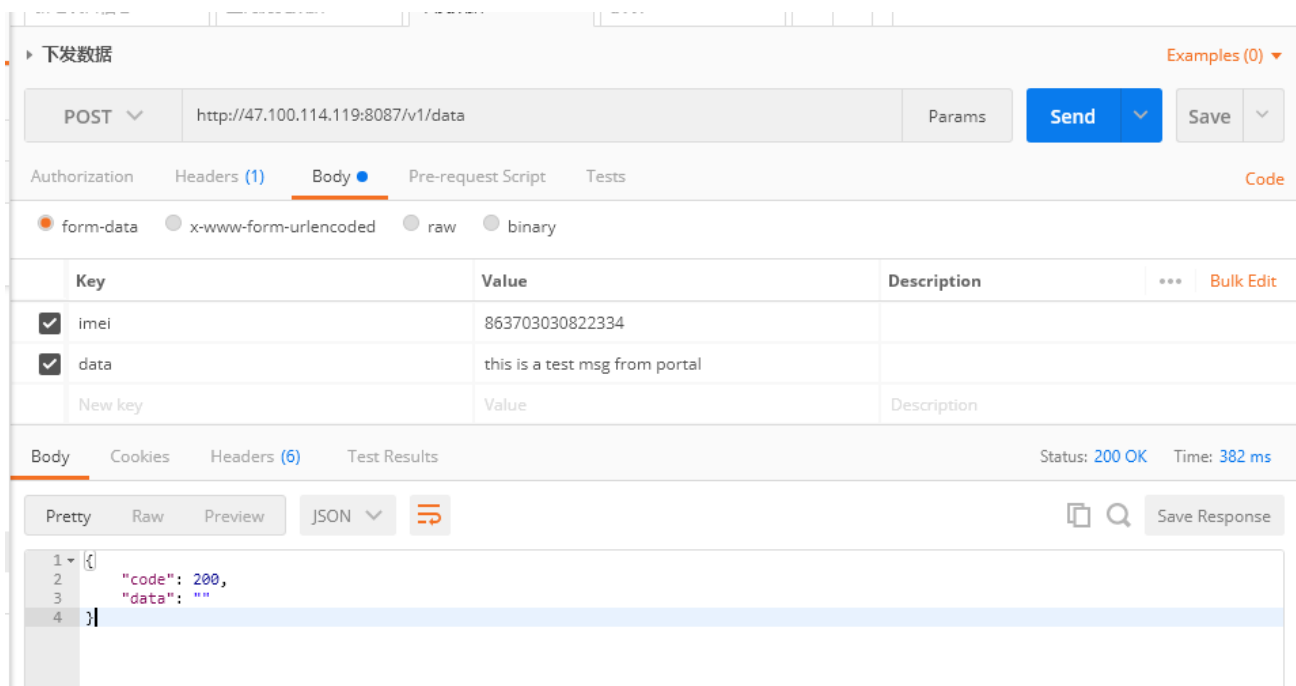 下发数据
Examples (0)
POST
http://47.100.114.119:8087/v1/data
Params
Send
Save
Authorization
Headers (1)
Body
Pre-request Script
Tests
Code
form-data
x-www-form-urlencoded
raw
binary
Key
Value
Description
Bulk Edit
imei
863703030822334
data
this is a test msg from portal
New key
Value
Description
Body
Cookies
Headers (6)
Test Results
Status: 200 OK
Time: 382 ms
Pretty
Raw
Preview
JSON
Save Response
1 {
2 "code": 200,
3 "data": ""
4 }